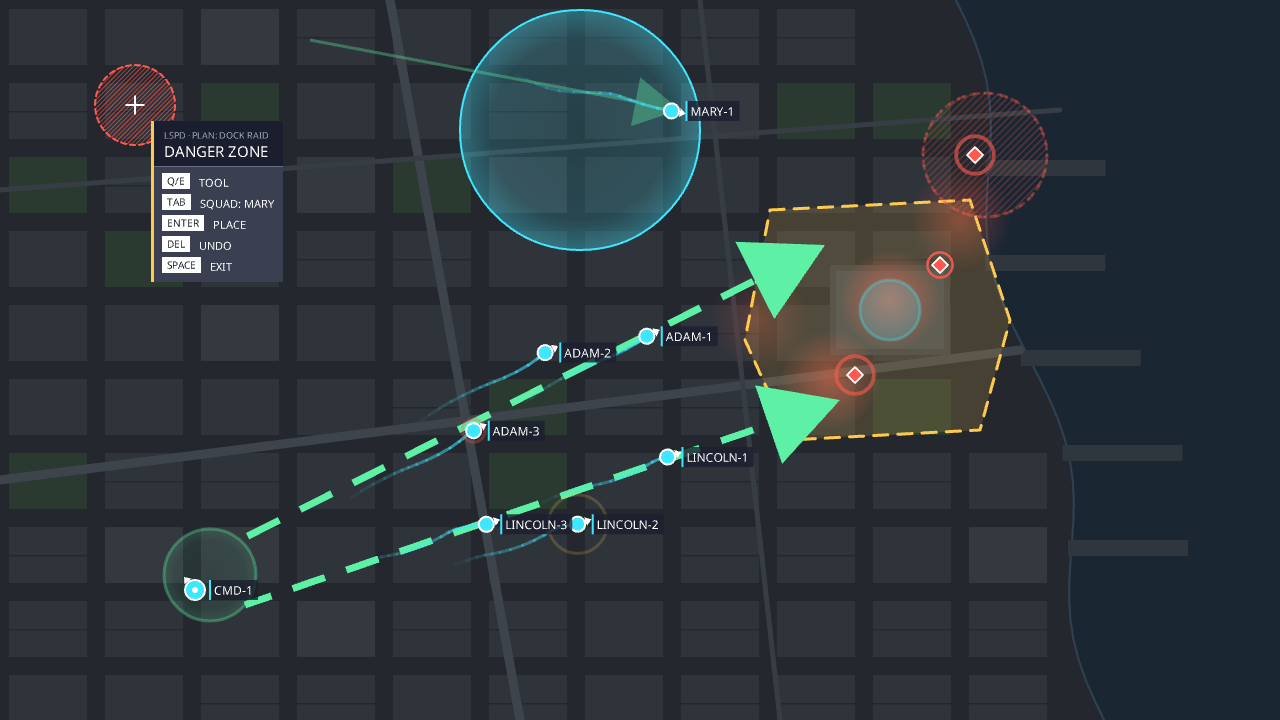 MARY-1
LSPD · PLAN: DOCK RAID
DANGER ZONE
Q/E TOOL
TAB SQUAD: MARY
ENTER PLACE
DEL UNDO
SPACE EXIT
ADAM-1
ADAM-2
ADAM-3
LINCOLN-1
LINCOLN-3
LINCOLN-2
CMD-1